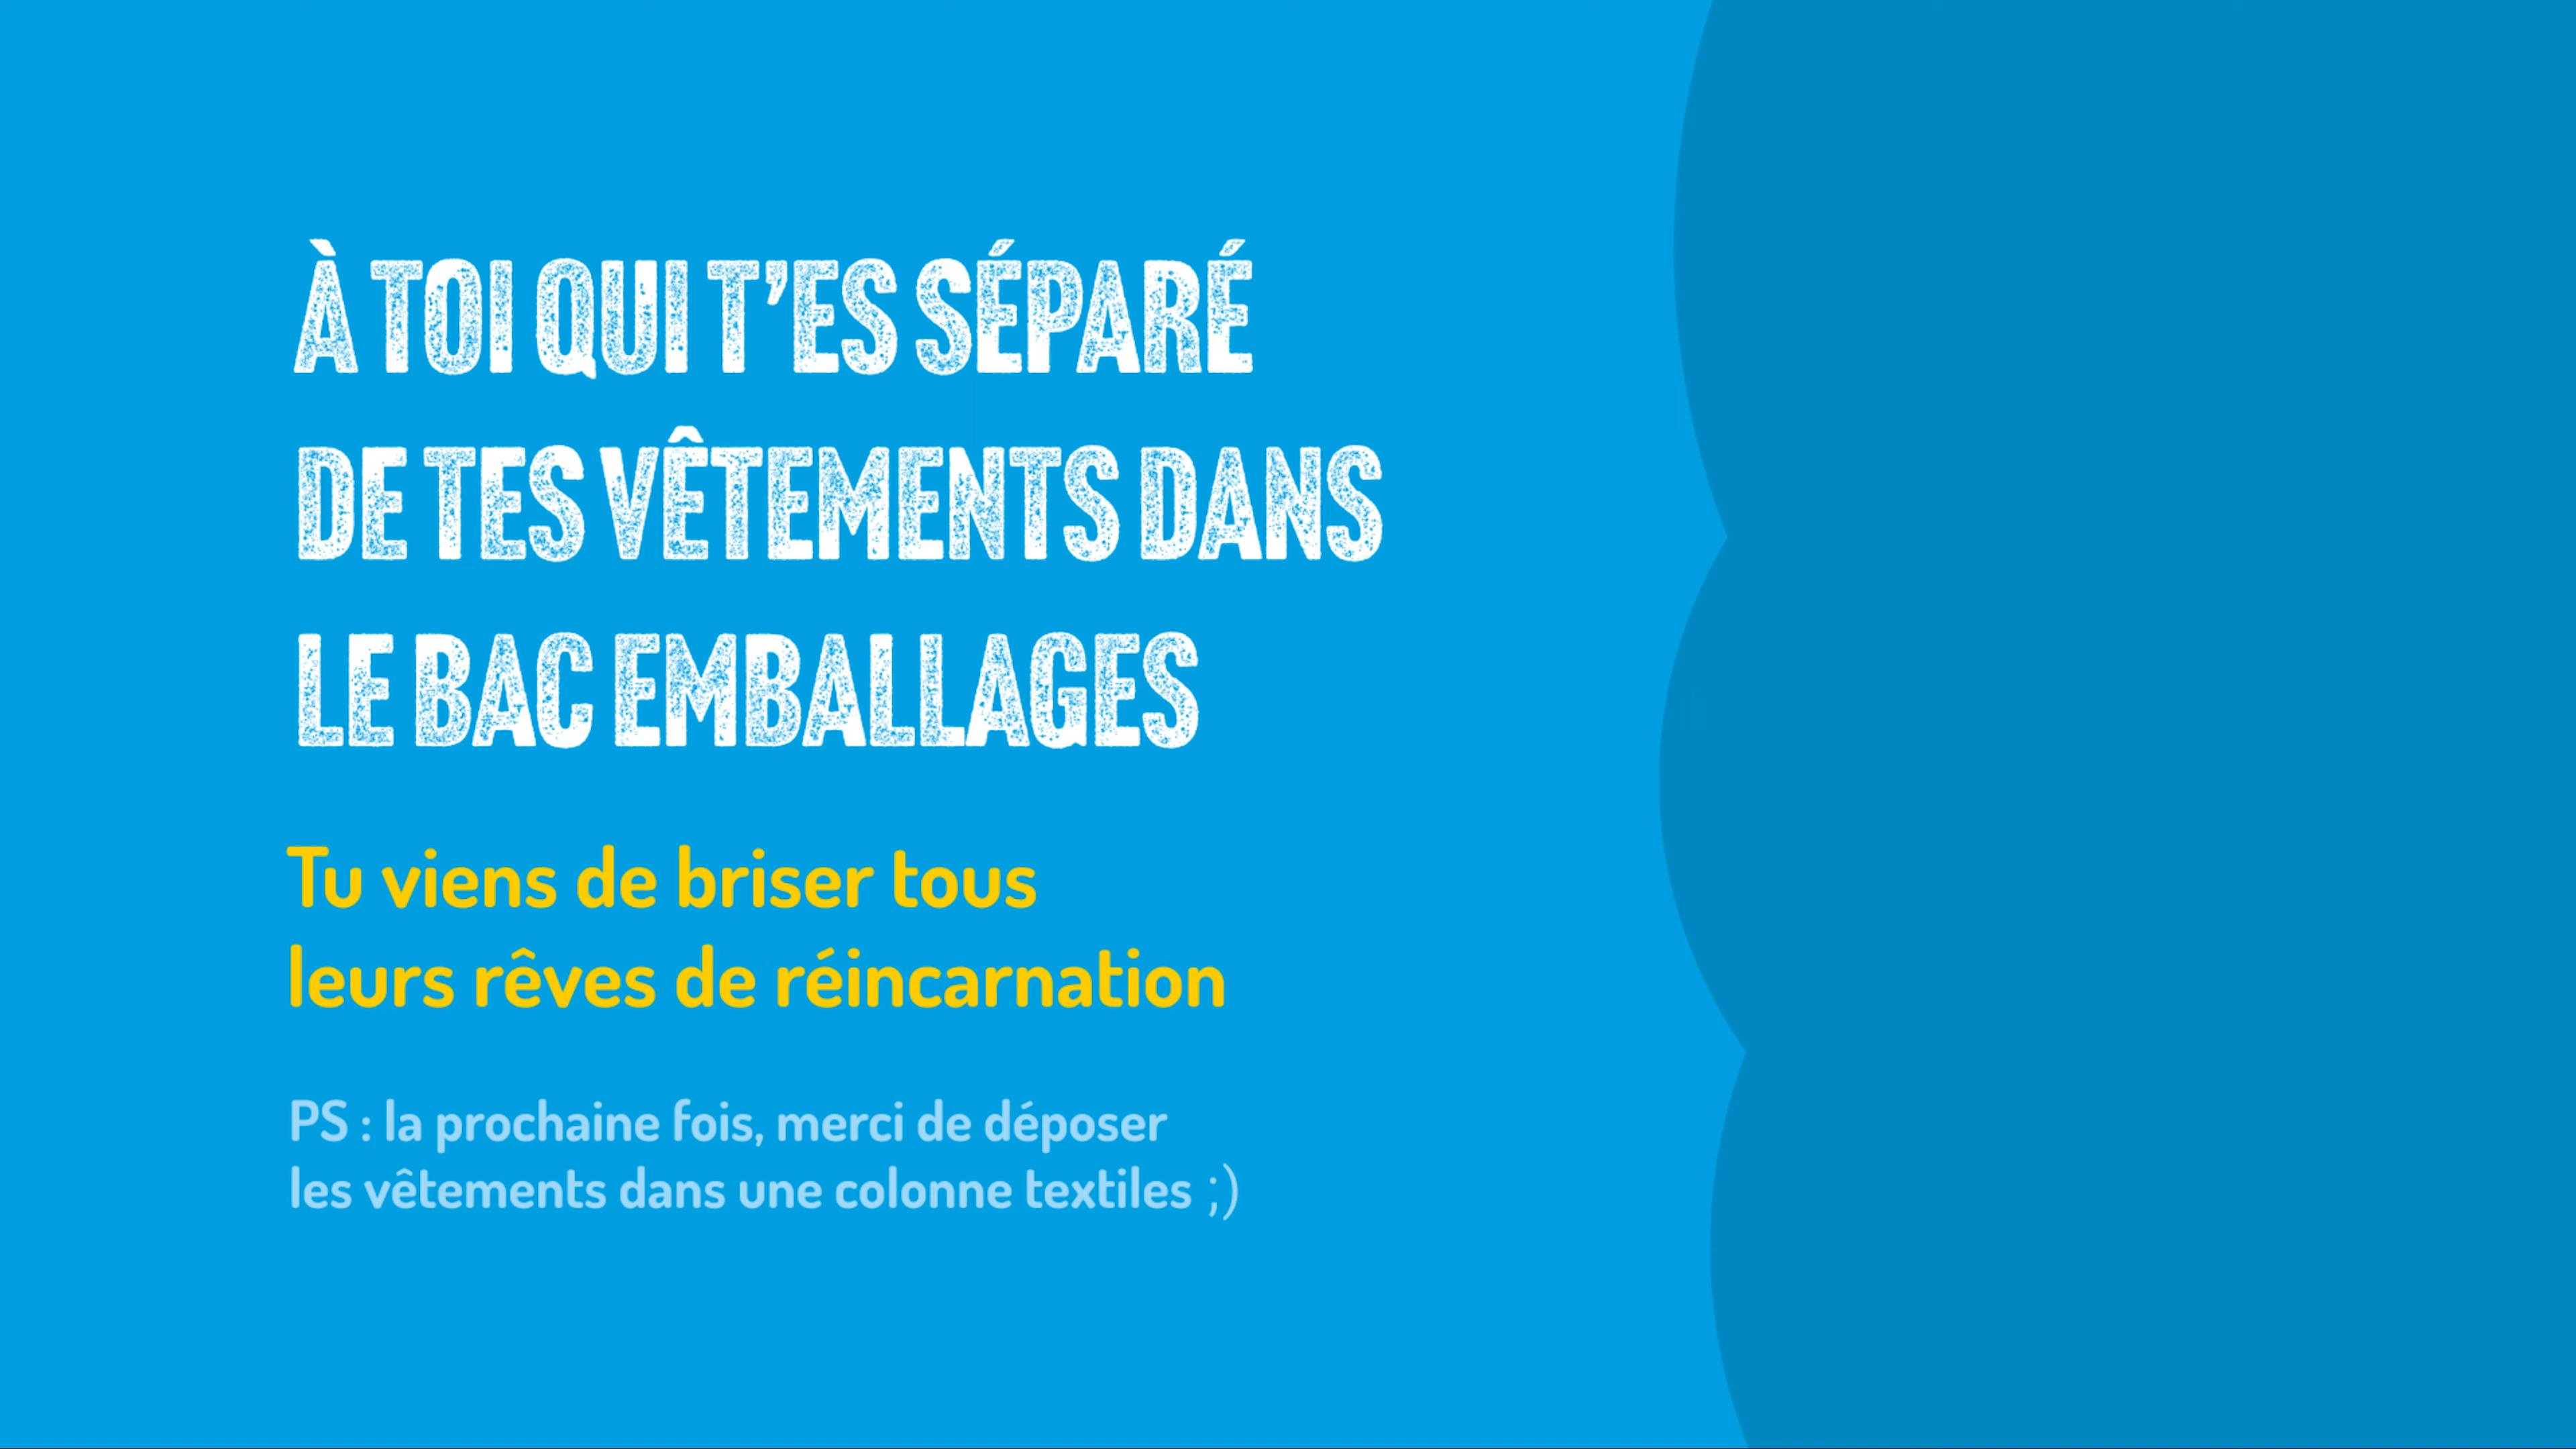 À TOI QUI T’ES SÉPARÉ
DE TES VÊTEMENTS DANS
LE BAC EMBALLAGES
Tu viens de briser tous
leurs rêves de réincarnation
PS : la prochaine fois, merci de déposer
les vêtements dans une colonne textiles ;)